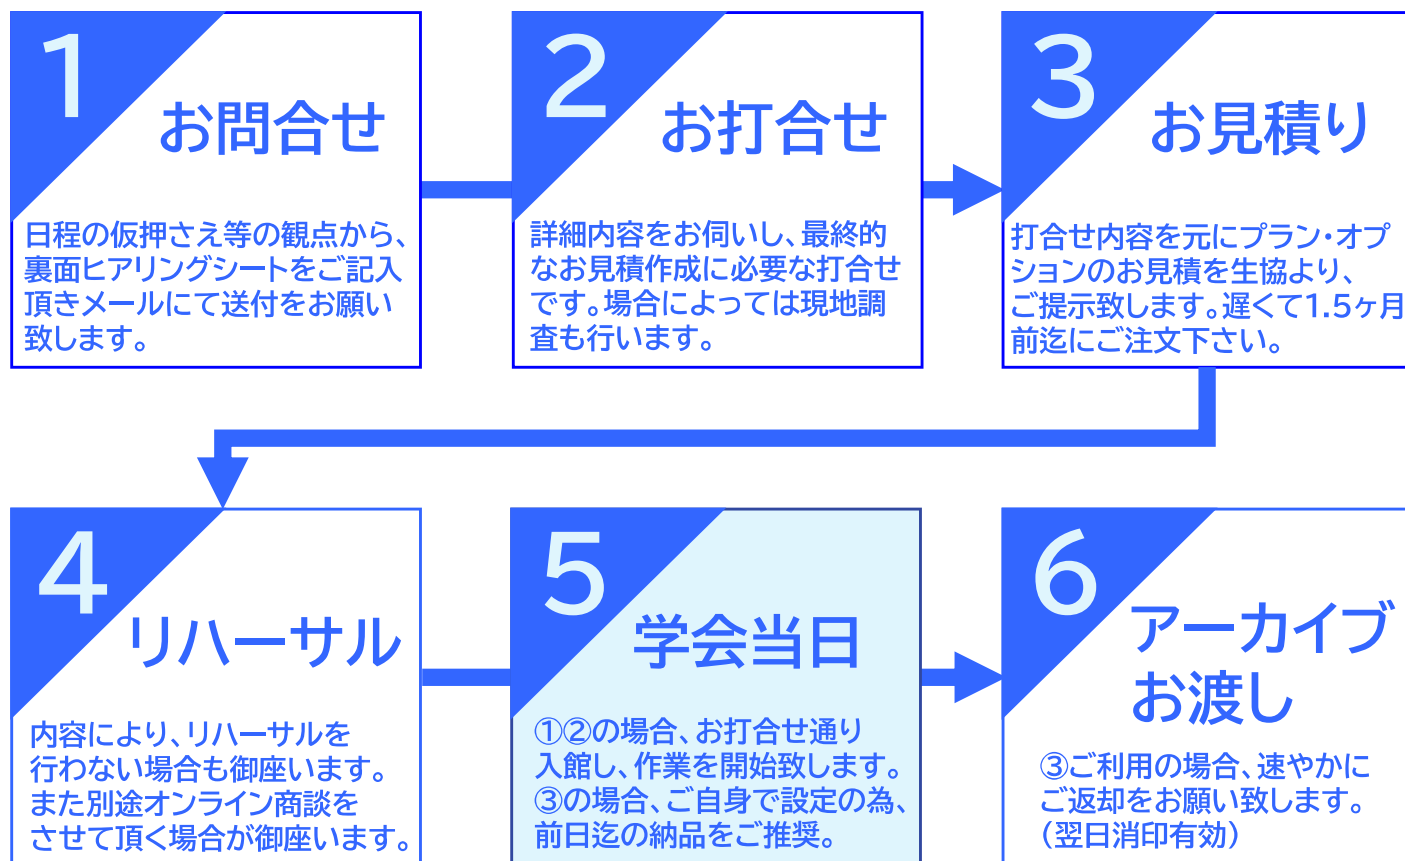 1
お問合せ
日程の仮押さえ等の観点から、
裏面ヒアリングシートをご記入
頂きメールにて送付をお願い
致します。
2
お打合せ
詳細内容をお伺いし、最終的
なお見積作成に必要な打合せ
です。場合によっては現地調
査も行います。
3
お見積り
打合せ内容を元にプラン・オプ
ションのお見積を生協より、
ご提示致します。遅くて1.5ヶ月
前迄にご注文下さい。
4
リハーサル
内容により、リハーサルを
行わない場合も御座います。
また別途オンライン商談を
させて頂く場合が御座います。
5
学会当日
①②の場合、お打合せ通り
入館し、作業を開始致します。
③の場合、ご自身で設定の為、
前日迄の納品をご推奨。
6
アーカイブ
お渡し
③ご利用の場合、速やかに
ご返却をお願い致します。
(翌日消印有効)